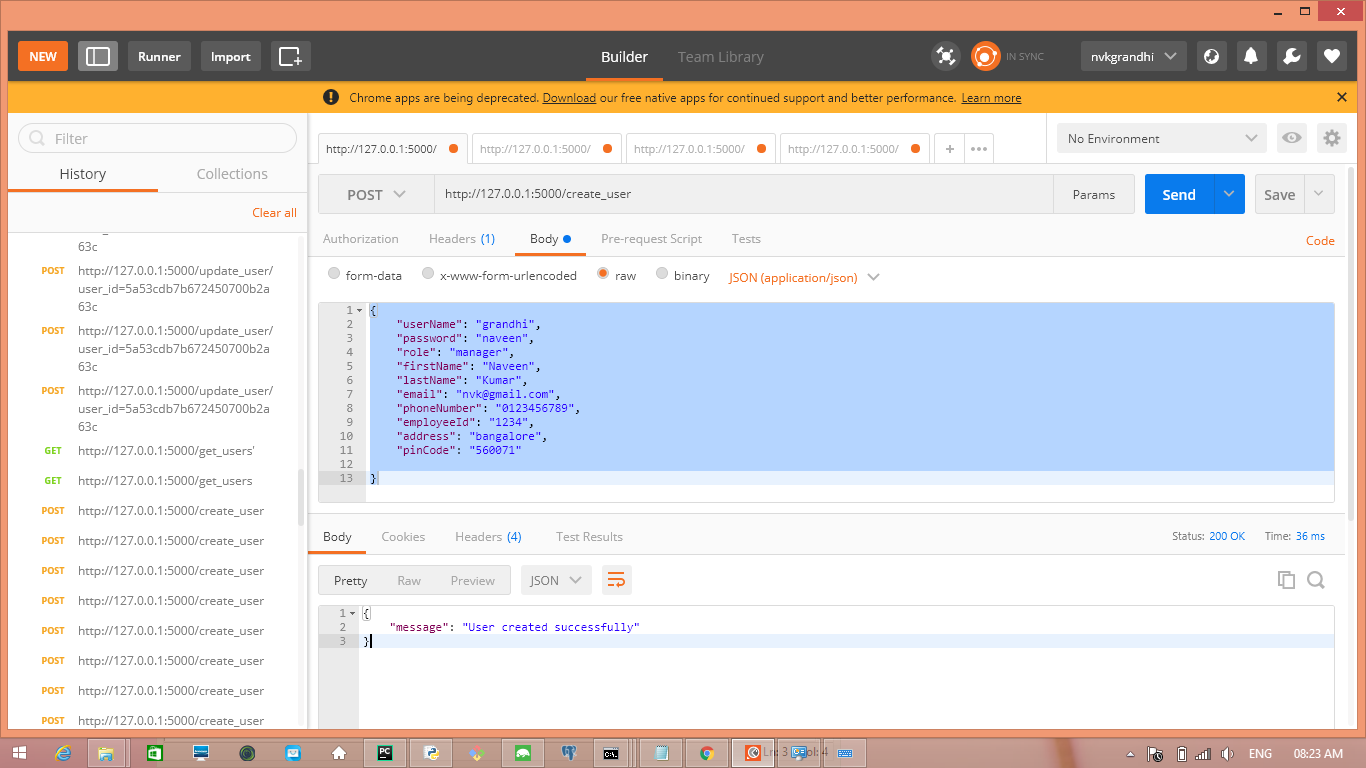 NEW
Runner
Import
Builder
Team Library
IN SYNC
nvkgrandhi
Chrome apps are being deprecated. Download our free native apps for continued support and better performance. Learn more
Filter
History
Collections
Clear all
63c
POST http://127.0.0.1:5000/update_user/
user_id=5a53cdb7b672450700b2a
63c
POST http://127.0.0.1:5000/update_user/
user_id=5a53cdb7b672450700b2a
63c
POST http://127.0.0.1:5000/update_user/
user_id=5a53cdb7b672450700b2a
63c
GET http://127.0.0.1:5000/get_users'
GET http://127.0.0.1:5000/get_users
POST http://127.0.0.1:5000/create_user
POST http://127.0.0.1:5000/create_user
POST http://127.0.0.1:5000/create_user
POST http://127.0.0.1:5000/create_user
POST http://127.0.0.1:5000/create_user
POST http://127.0.0.1:5000/create_user
POST http://127.0.0.1:5000/create_user
POST http://127.0.0.1:5000/create_user
http://127.0.0.1:5000/
http://127.0.0.1:5000/
http://127.0.0.1:5000/
http://127.0.0.1:5000/
No Environment
POST
http://127.0.0.1:5000/create_user
Params
Send
Save
Authorization
Headers (1)
Body
Pre-request Script
Tests
Code
form-data
x-www-form-urlencoded
raw
binary
JSON (application/json)
1 {
2 "userName": "grandhi",
3 "password": "naveen",
4 "role": "manager",
5 "firstName": "Naveen",
6 "lastName": "Kumar",
7 "email": "nvk@gmail.com",
8 "phoneNumber": "0123456789",
9 "employeeId": "1234",
10 "address": "bangalore",
11 "pinCode": "560071"
12
13 }
Body
Cookies
Headers (4)
Test Results
Status: 200 OK
Time: 36 ms
Pretty
Raw
Preview
JSON
1 {
2 "message": "User created successfully"
3 }
PC
ENG
08:23 AM